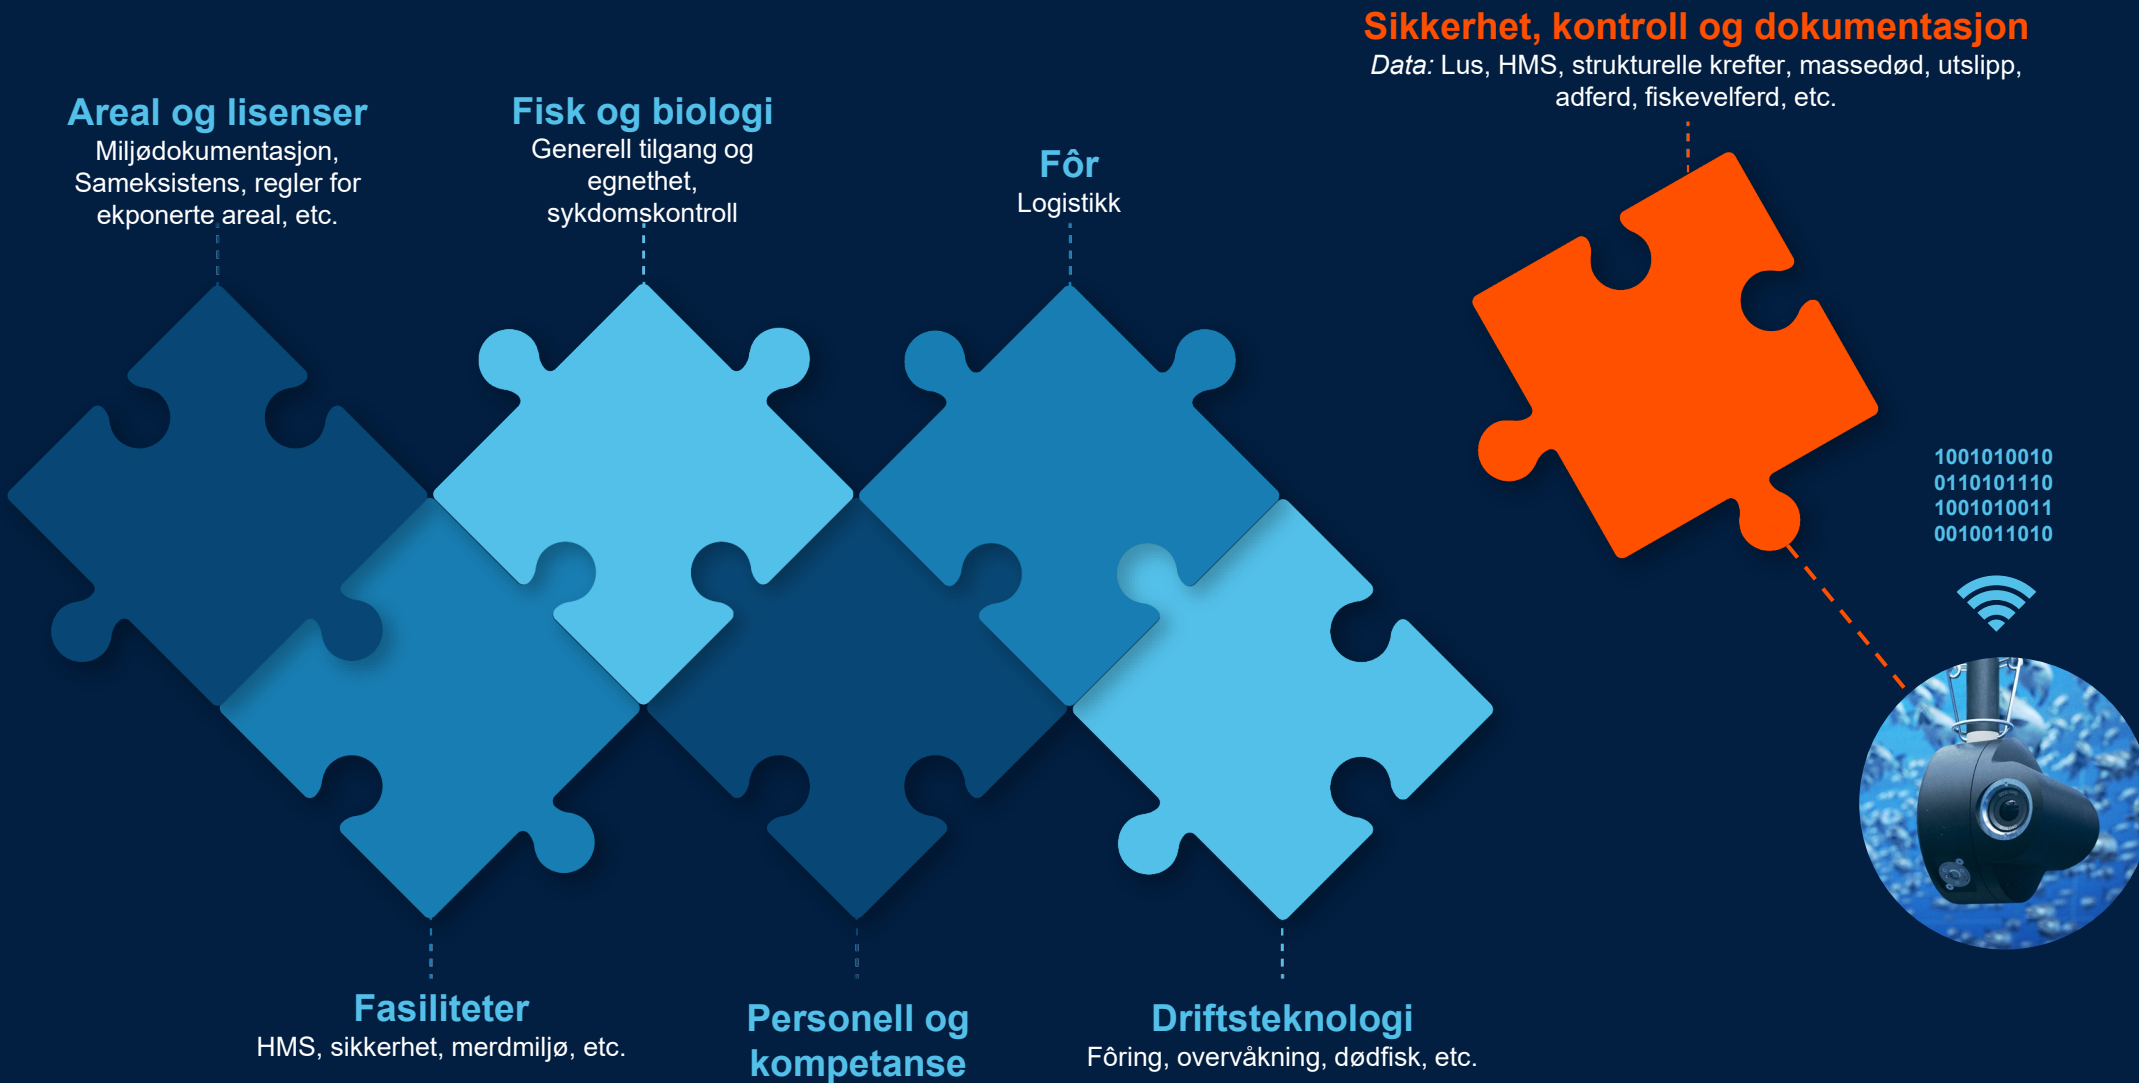 Sikkerhet, kontroll og dokumentasjon
Data: Lus, HMS, strukturelle krefter, massedød, utslipp,
adferd, fiskevelferd, etc.
Areal og lisenser
Miljødokumentasjon,
Sameksistens, regler for
ekponerte areal, etc.
Fisk og biologi
Generell tilgang og
egnethet,
sykdomskontroll
Fôr
Logistikk
1001010010
0110101110
1001010011
0010011010
Fasiliteter
HMS, sikkerhet, merdmiljø, etc.
Personell og
kompetanse
Driftsteknologi
Fôring, overvåkning, dødfisk, etc.